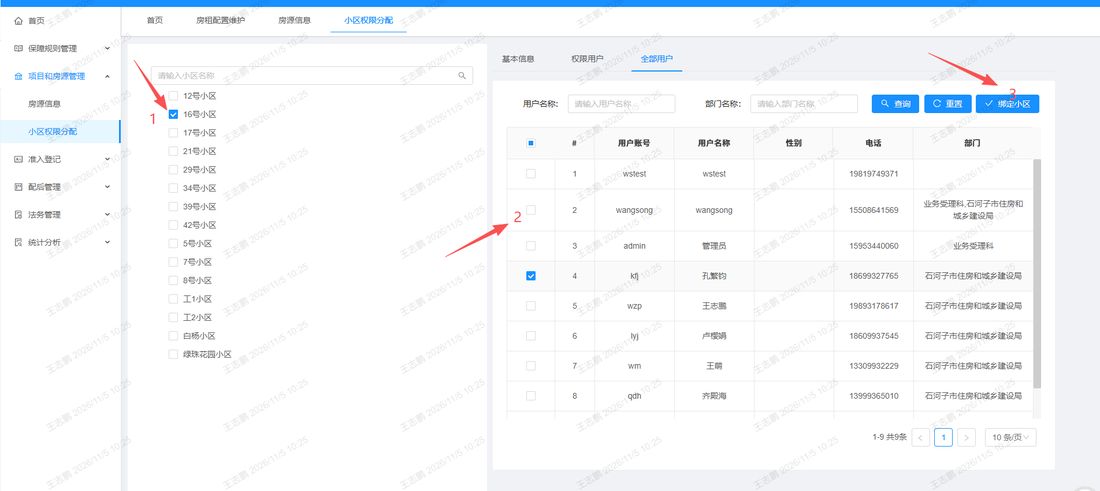 首页
保障规则管理
项目和房源管理
房源信息
小区权限分配
准入登记
配后管理
法务管理
统计分析
首页 房租配置维护 房源信息 小区权限分配
请输入小区名称
12号小区
16号小区
17号小区
21号小区
29号小区
34号小区
39号小区
42号小区
5号小区
7号小区
8号小区
工1小区
工2小区
白杨小区
绿珠花园小区
1
基本信息 权限用户 全部用户
用户名称: 请输入用户名称... 部门名称: 请输入部门名称 查询 重置 绑定小区
3
# 用户账号 用户名称 性别 电话 部门
1 wstest wstest 19819749371
2 wangsong wangsong 15508641569 业务受理科,石河子市住房和
城乡建设局
2
3 admin 管理员 15953440060 业务受理科
4 kfj 孔繁钧 18699327765 石河子市住房和城乡建设局
5 wzp 王志鹏 19893178617 石河子市住房和城乡建设局
6 lyj 卢樱娟 18609937545 石河子市住房和城乡建设局
7 wm 王萌 13309932229 石河子市住房和城乡建设局
8 qdh 齐殿海 13999365010 石河子市住房和城乡建设局
1-9 共9条 1 10 条/页
王志鹏 2026/11/5 10:25